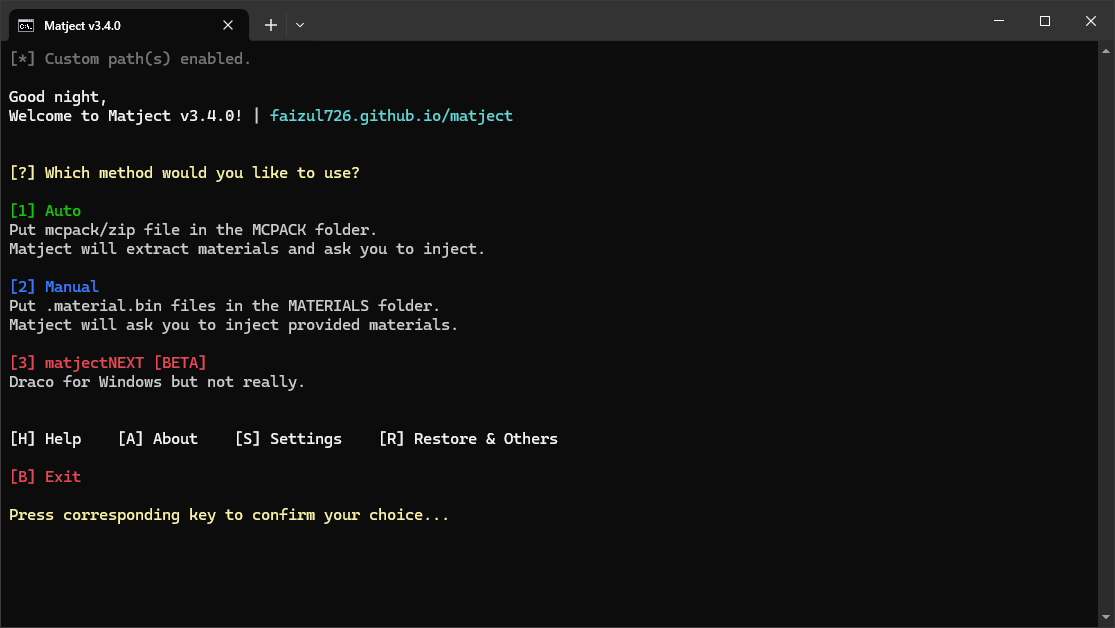 Matject v3.4.0
[*] Custom path(s) enabled.
Good night,
Welcome to Matject v3.4.0! | faizul726.github.io/matject
[?] Which method would you like to use?
[1] Auto
Put mcpack/zip file in the MCPACK folder.
Matject will extract materials and ask you to inject.
[2] Manual
Put .material.bin files in the MATERIALS folder.
Matject will ask you to inject provided materials.
[3] matjectNEXT [BETA]
Draco for Windows but not really.
[H] Help    [A] About    [S] Settings    [R] Restore & Others
[B] Exit
Press corresponding key to confirm your choice...